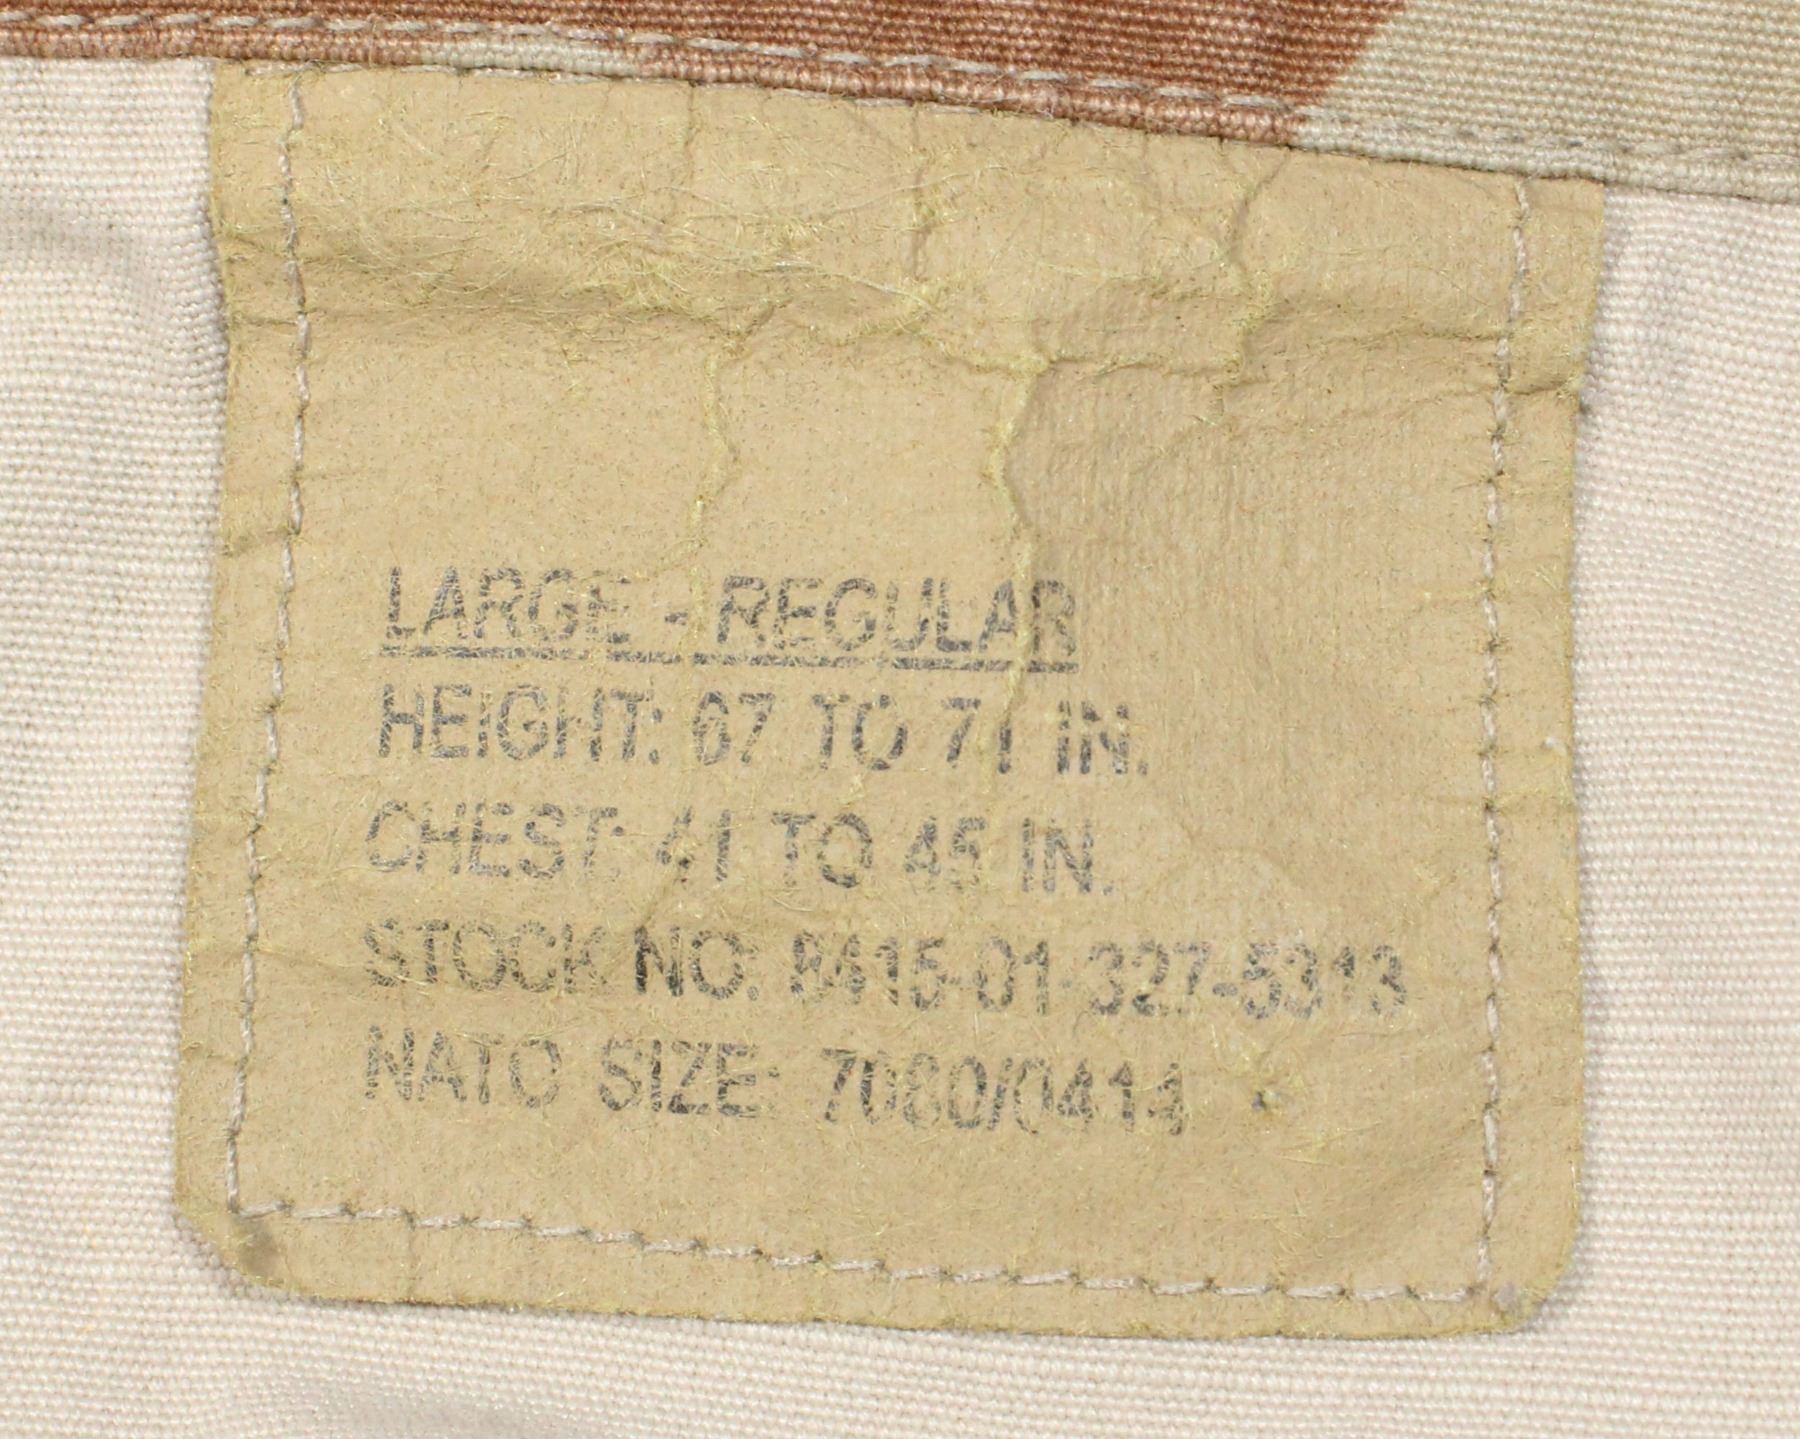 LARGE - REGULAR
HEIGHT: 67 TO 71 IN.
CHEST: 41 TO 45 IN.
STOCK NO. 8415-01-327-5313
NATO SIZE: 7080/0414